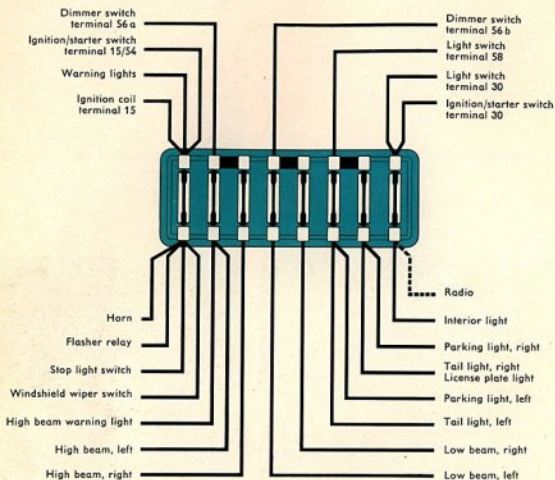 Dimmer switch
terminal 56 a
Ignition/starter switch
terminal 15/54
Warning lights
Ignition coil
terminal 15
Dimmer switch
terminal 56 b
Light switch
terminal 58
Light switch
terminal 30
Ignition/starter switch
terminal 30
Horn
Flasher relay
Stop light switch
Windshield wiper switch
High beam warning light
High beam, left
High beam, right
Radio
Interior light
Parking light, right
Tail light, right
License plate light
Parking light, left
Tail light, left
Low beam, right
Low beam, left